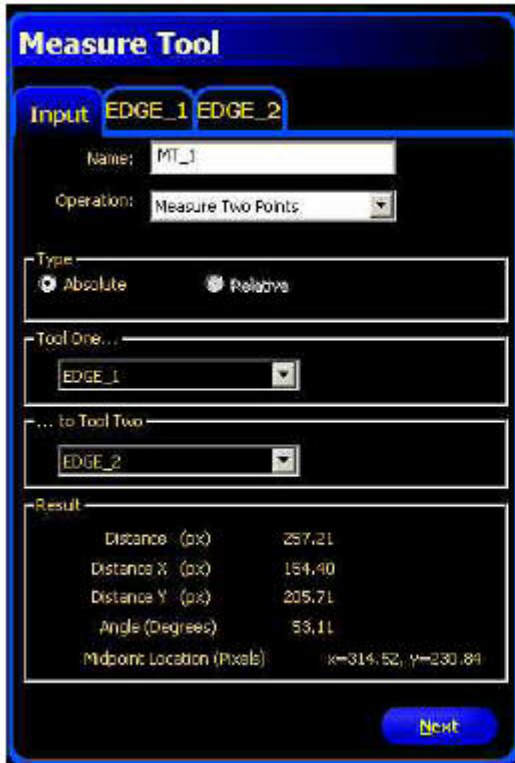 Measure Tool
Input EDGE_1 EDGE_2
Name: MT_1
Operation: Measure Two Points
Type
Absolute Relative
Tool One...
EDGE_1
... to Tool Two
EDGE_2
Result
Distance (px) 257.21
Distance X (px) 154.40
Distance Y (px) 205.71
Angle (Degrees) 53.11
Midpoint Location (Pixels) x=314.52, y=230.84
Next